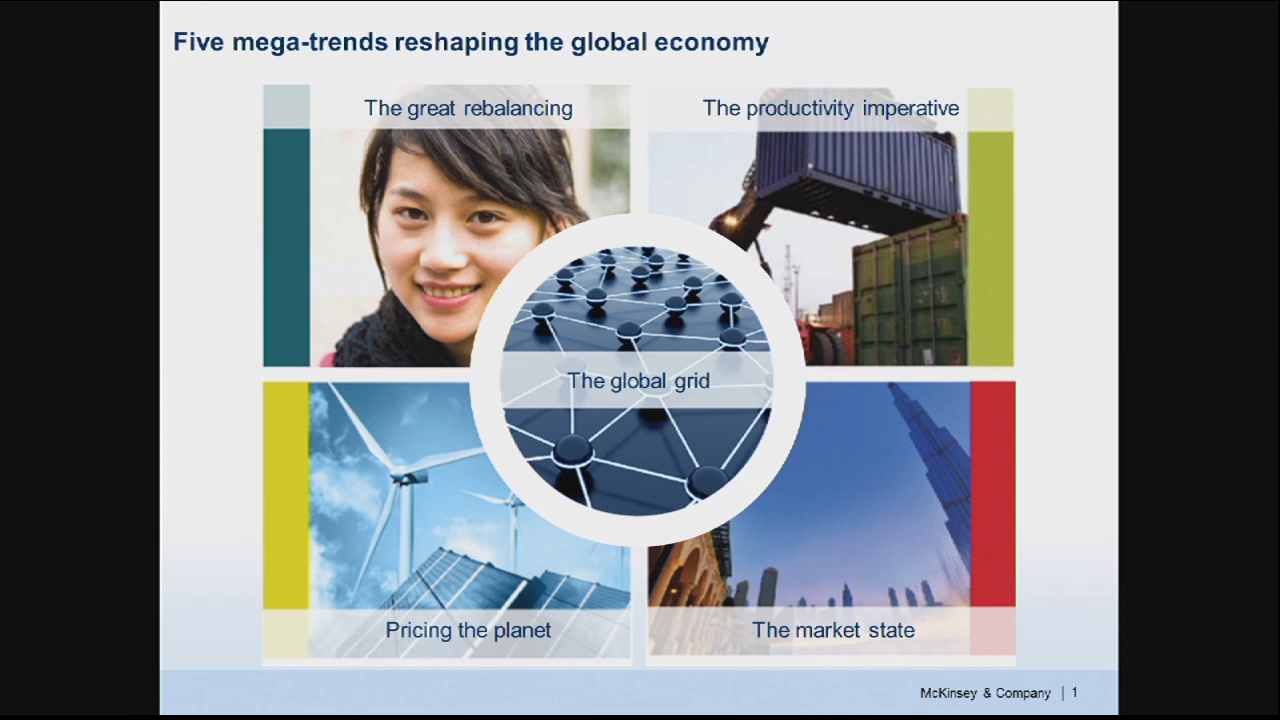 Five mega-trends reshaping the global economy
The great rebalancing
The productivity imperative
The global grid
Pricing the planet
The market state
McKinsey & Company | 1